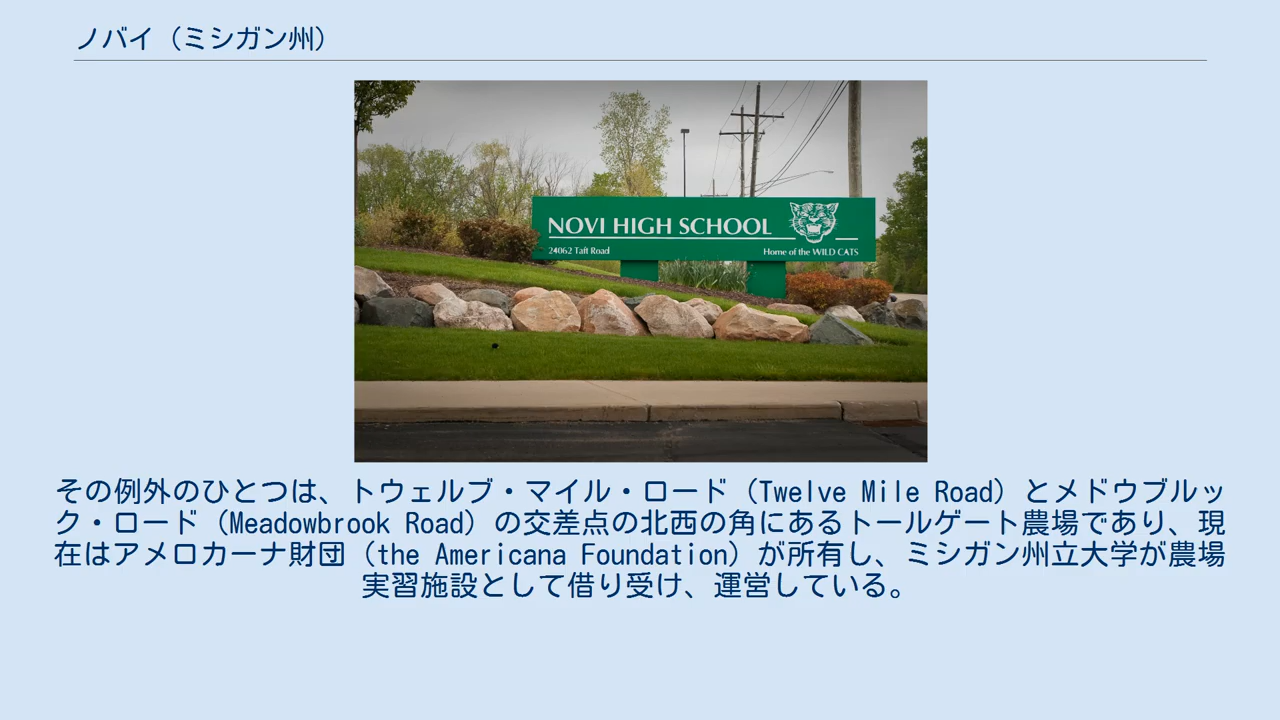 ノバイ（ミシガン州）
NOVI HIGH SCHOOL
24062 Taft Road
Home of the WILD CATS
その例外のひとつは、トウェルブ・マイル・ロード（Twelve Mile Road）とメドウブルッ
ク・ロード（Meadowbrook Road）の交差点の北西の角にあるトールゲート農場であり、現
在はアメロカーナ財団（the Americana Foundation）が所有し、ミシガン州立大学が農場
実習施設として借り受け、運営している。